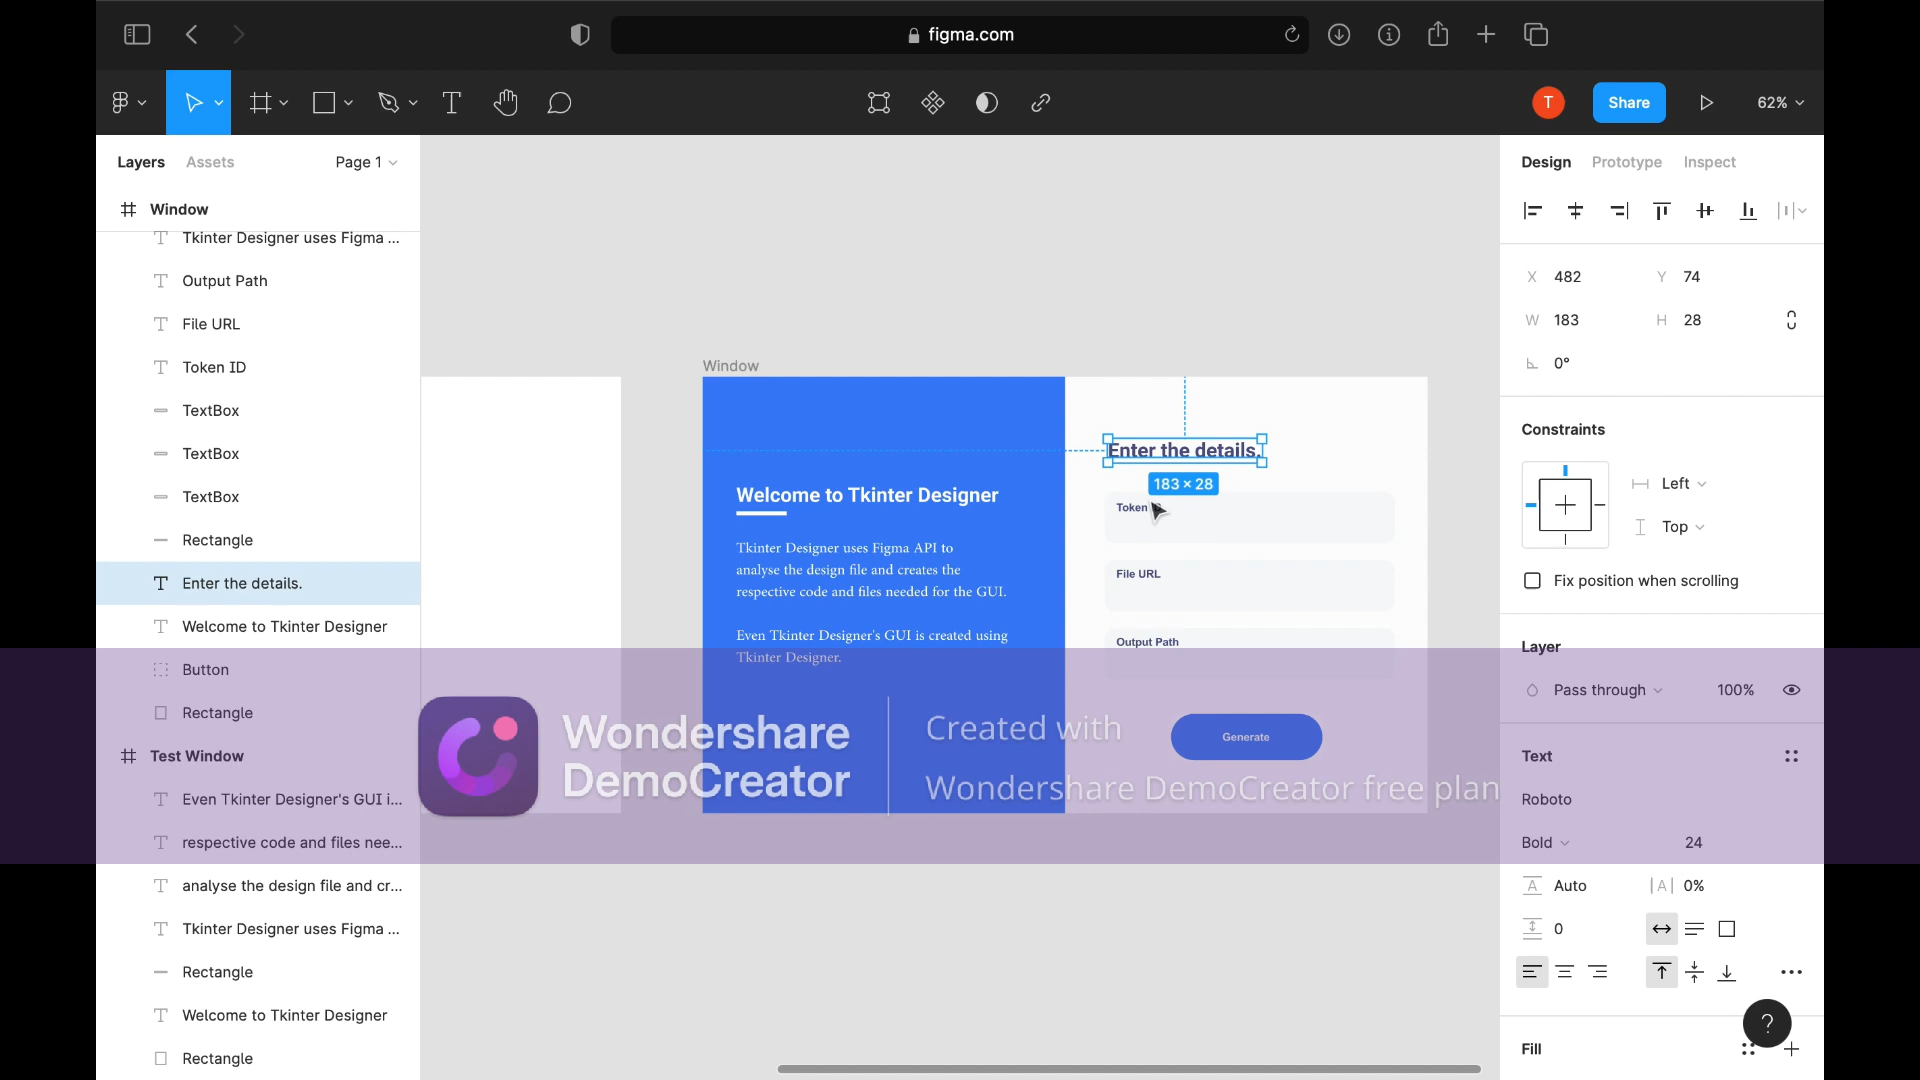 figma.com
T
Share
62%
Layers
Assets
Page 1
Window
Tkinter Designer uses Figma ...
Output Path
File URL
Token ID
TextBox
TextBox
TextBox
Rectangle
Enter the details.
Welcome to Tkinter Designer
Button
Rectangle
Test Window
Even Tkinter Designer's GUI i...
respective code and files nee...
analyse the design file and cr...
Tkinter Designer uses Figma ...
Rectangle
Welcome to Tkinter Designer
Rectangle
Window
Welcome to Tkinter Designer
Tkinter Designer uses Figma API to
analyse the design file and creates the
respective code and files needed for the GUI.
Even Tkinter Designer's GUI is created using
Tkinter Designer.
Enter the details.
183 × 28
Token
File URL
Output Path
Generate
Wondershare
DemoCreator
Created with
Wondershare DemoCreator free plan
Design
Prototype
Inspect
X 482
Y 74
W 183
H 28
0°
Constraints
Left
Top
Fix position when scrolling
Layer
Pass through
100%
Text
Roboto
Bold
24
A Auto
|A| 0%
0
?
Fill